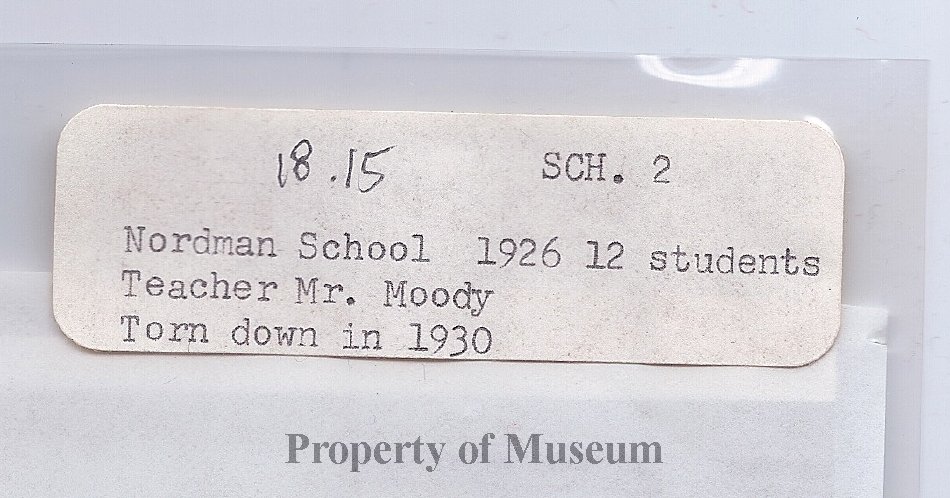 18.15 SCH. 2
Nordman School 1926 12 students
Teacher Mr. Moody
Torn down in 1930
Property of Museum